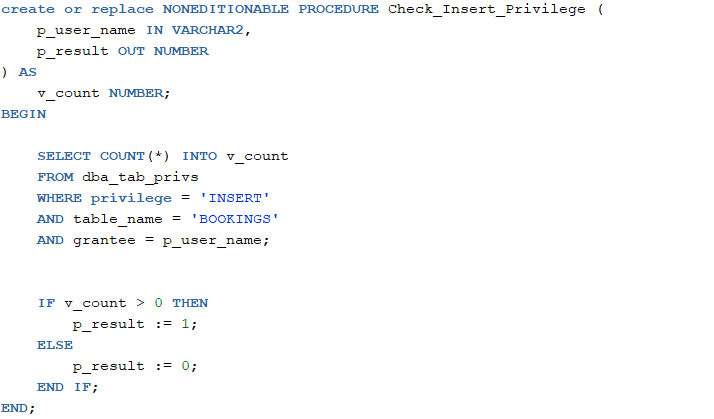 create or replace NONEDITIONABLE PROCEDURE Check_Insert_Privilege (
    p_user_name IN VARCHAR2,
    p_result OUT NUMBER
) AS
    v_count NUMBER;
BEGIN

    SELECT COUNT(*) INTO v_count
    FROM dba_tab_privs
    WHERE privilege = 'INSERT'
    AND table_name = 'BOOKINGS'
    AND grantee = p_user_name;


    IF v_count > 0 THEN
        p_result := 1;
    ELSE
        p_result := 0;
    END IF;
END;